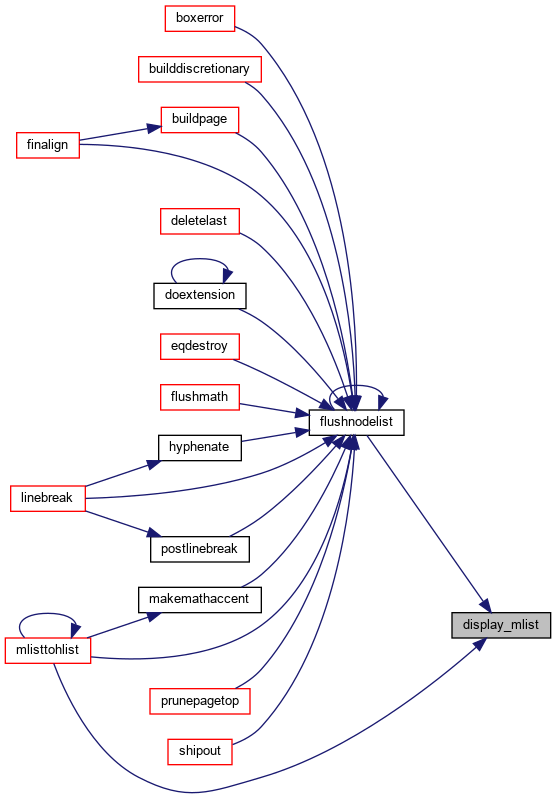 boxerror
builddiscretionary
buildpage
finalign
deletelast
doextension
eqdestroy
flushmath
flushnodelist
hyphenate
linebreak
postlinebreak
makemathaccent
display_mlist
mlisttohlist
prunepagetop
shipout